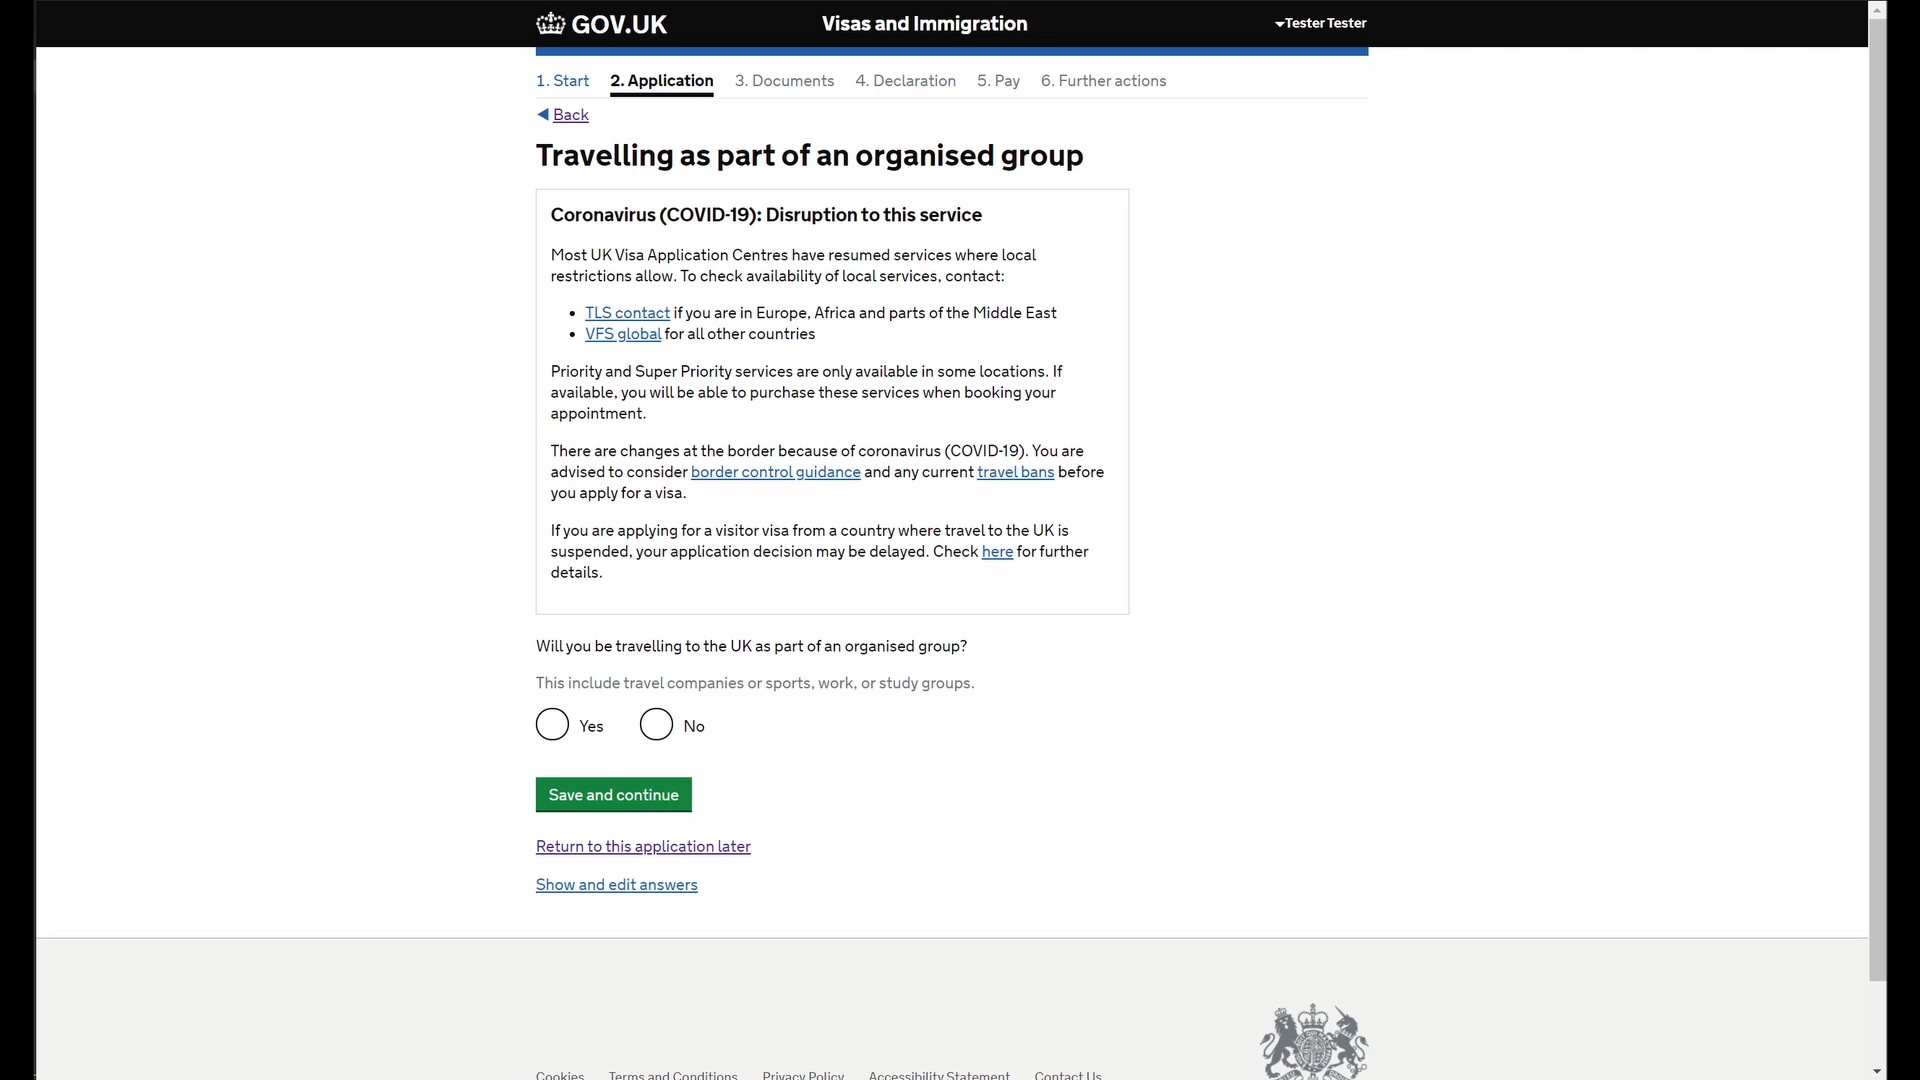 GOV.UK
Visas and Immigration
Tester Tester
1. Start
2. Application
3. Documents
4. Declaration
5. Pay
6. Further actions
Back
Travelling as part of an organised group
Coronavirus (COVID-19): Disruption to this service
Most UK Visa Application Centres have resumed services where local
restrictions allow. To check availability of local services, contact:
• TLS contact if you are in Europe, Africa and parts of the Middle East
• VFS global for all other countries
Priority and Super Priority services are only available in some locations. If
available, you will be able to purchase these services when booking your
appointment.
There are changes at the border because of coronavirus (COVID-19). You are
advised to consider border control guidance and any current travel bans before
you apply for a visa.
If you are applying for a visitor visa from a country where travel to the UK is
suspended, your application decision may be delayed. Check here for further
details.
Will you be travelling to the UK as part of an organised group?
This include travel companies or sports, work, or study groups.
Yes
No
Save and continue
Return to this application later
Show and edit answers
Cookies
Terms and Conditions
Privacy Policy
Accessibility Statement
Contact Us